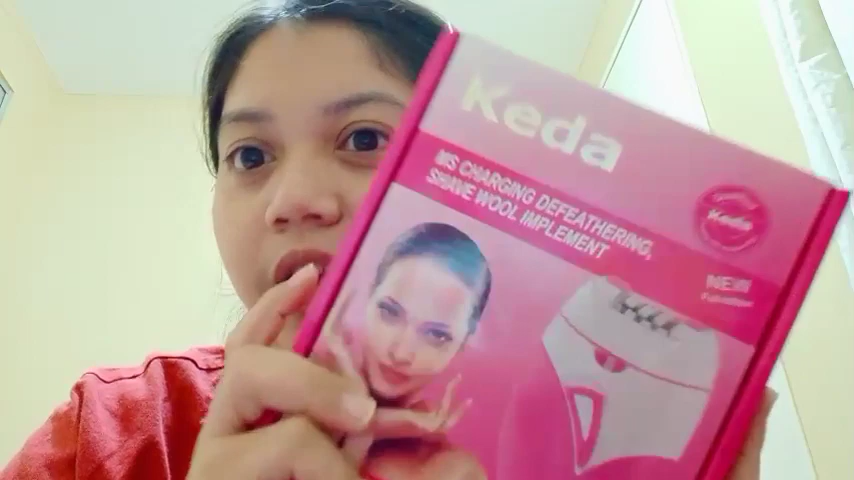 Keda
MS CHARGING DEFEATHERING,
SHAVE WOOL IMPLEMENT
Keda
NEW